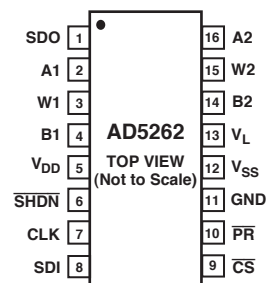 SDO 1 16 A2
A1 2 15 W2
W1 3 14 B2
B1 4 AD5262 13 VL
VDD 5 TOP VIEW 12 VSS
(Not to Scale)
SHDN 6 11 GND
CLK 7 10 PR
SDI 8 9 CS